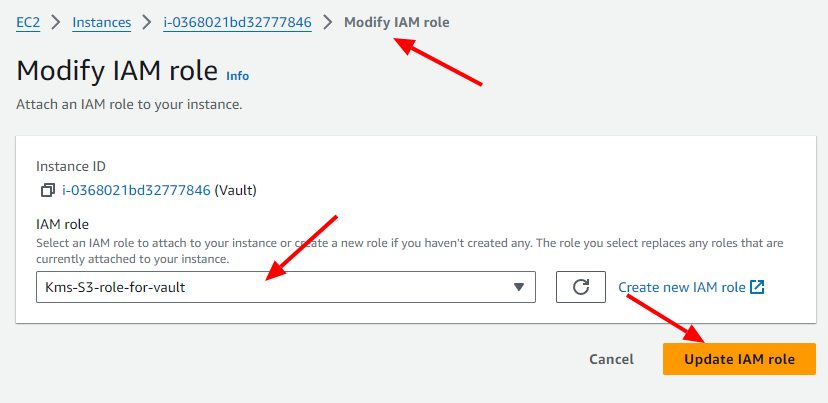 EC2 > Instances > i-0368021bd32777846 > Modify IAM role
Modify IAM role Info
Attach an IAM role to your instance.
Instance ID
i-0368021bd32777846 (Vault)
IAM role
Select an IAM role to attach to your instance or create a new role if you haven't created any. The role you select replaces any roles that are
currently attached to your instance.
Kms-S3-role-for-vault
Create new IAM role
Cancel
Update IAM role